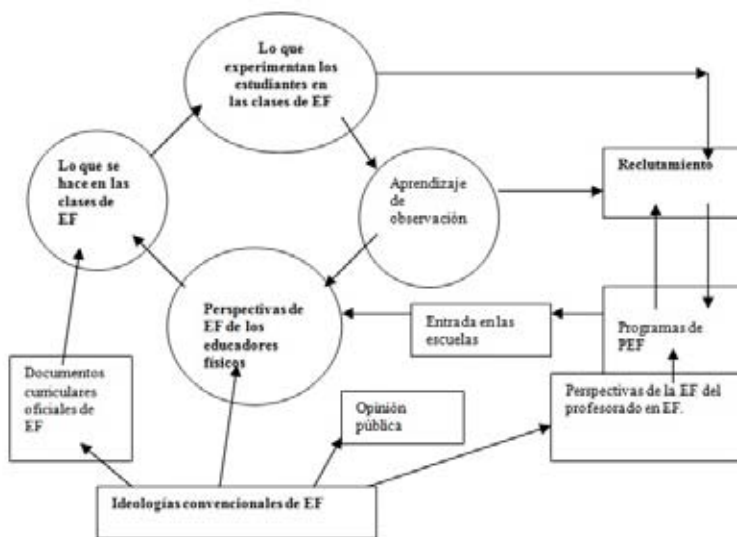 Lo que
experimentan los
estudiantes en
las clases de EF
Lo que se
hace en las
clases de
EF
Aprendizaje
de
observación
Reclutamiento
Perspectivas de
EF de los
educadores
físicos
Entrada en las
escuelas
Programas de
PEF
Documentos
curriculares
oficiales de
EF
Opinión
pública
Perspectivas de la EF del
profesorado en EF.
Ideologías convencionales de EF